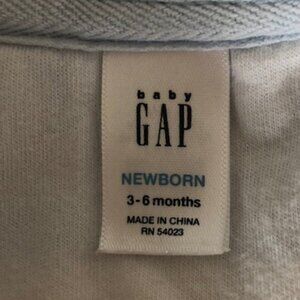 baby
GAP
NEWBORN
3-6 months
MADE IN CHINA
RN 54023